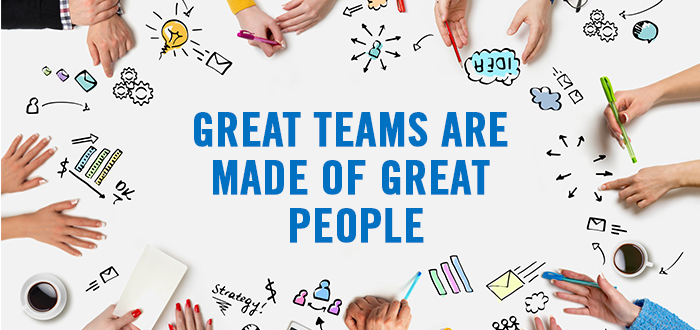 IDEA
GREAT TEAMS ARE
MADE OF GREAT
PEOPLE
$
OK
Strategy!
$